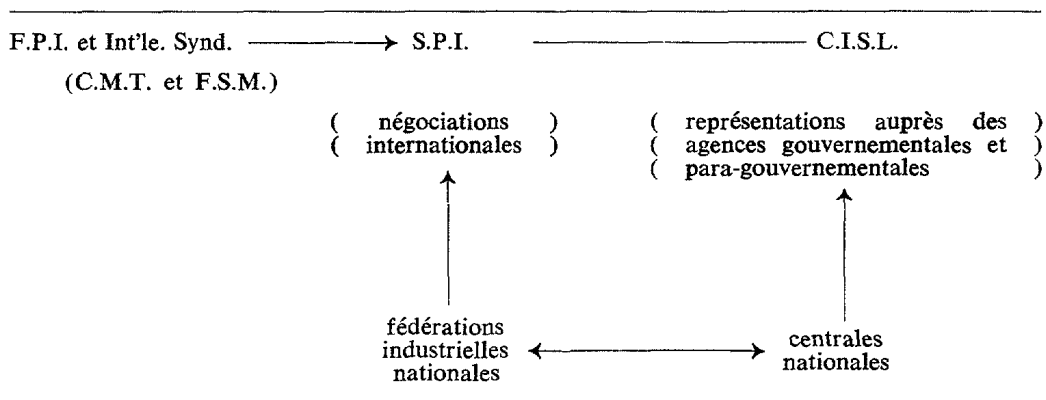 F.P.I. et Int'le. Synd. S.P.I. C.I.S.L.
(C.M.T. et F.S.M.)
( négociations )
( internationales )
( représentations auprès des )
( agences gouvernementales et )
( para-gouvernementales )
fédérations
industrielles
nationales
centrales
nationales